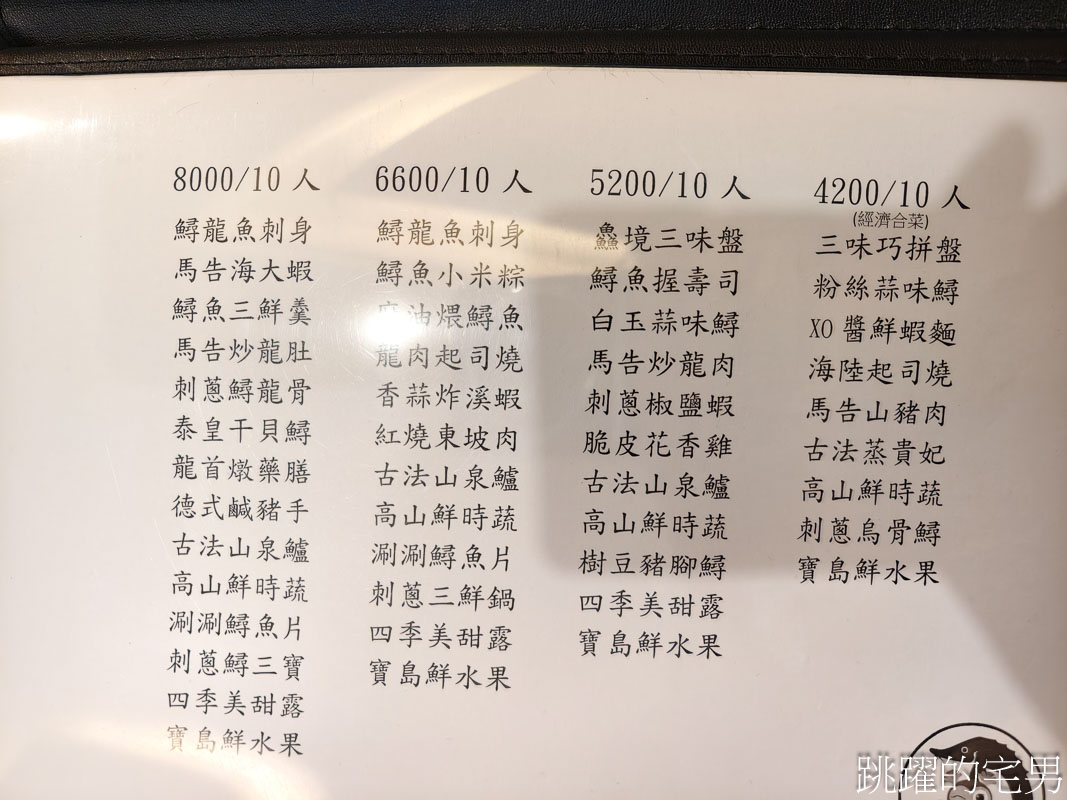 8000/10 人
鱘龍魚刺身
馬告海大蝦
鱘魚三鮮羹
馬告炒龍肚
刺蔥鱘龍骨
泰皇干貝鱘
龍首燉藥膳
德式鹹豬手
古法山泉鱸
高山鮮時蔬
涮涮鱘魚片
刺蔥鱘三寶
四季美甜露
寶島鮮水果
6600/10 人
鱘龍魚刺身
鱘魚小米粽
油煨鱘魚
龍肉起司燒
香蒜炸溪蝦
紅燒東坡肉
古法山泉鱸
高山鮮時蔬
涮涮鱘魚片
刺蔥三鮮鍋
四季美甜露
寶島鮮水果
5200/10 人
鱻境三味盤
鱘魚握壽司
白玉蒜味鱘
馬告炒龍肉
刺蔥椒鹽蝦
脆皮花香雞
古法山泉鱸
高山鮮時蔬
樹豆豬腳鱘
四季美甜露
寶島鮮水果
4200/10 人
(經濟合菜)
三味巧拼盤
粉絲蒜味鱘
XO醬鮮蝦麵
海陸起司燒
馬告山豬肉
古法蒸貴妃
高山鮮時蔬
刺蔥烏骨鱘
寶島鮮水果
跳躍的宅男